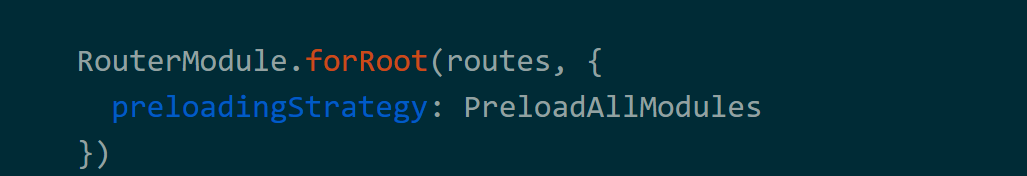 RouterModule.forRoot(routes, {
  preloadingStrategy: PreloadAllModules
})